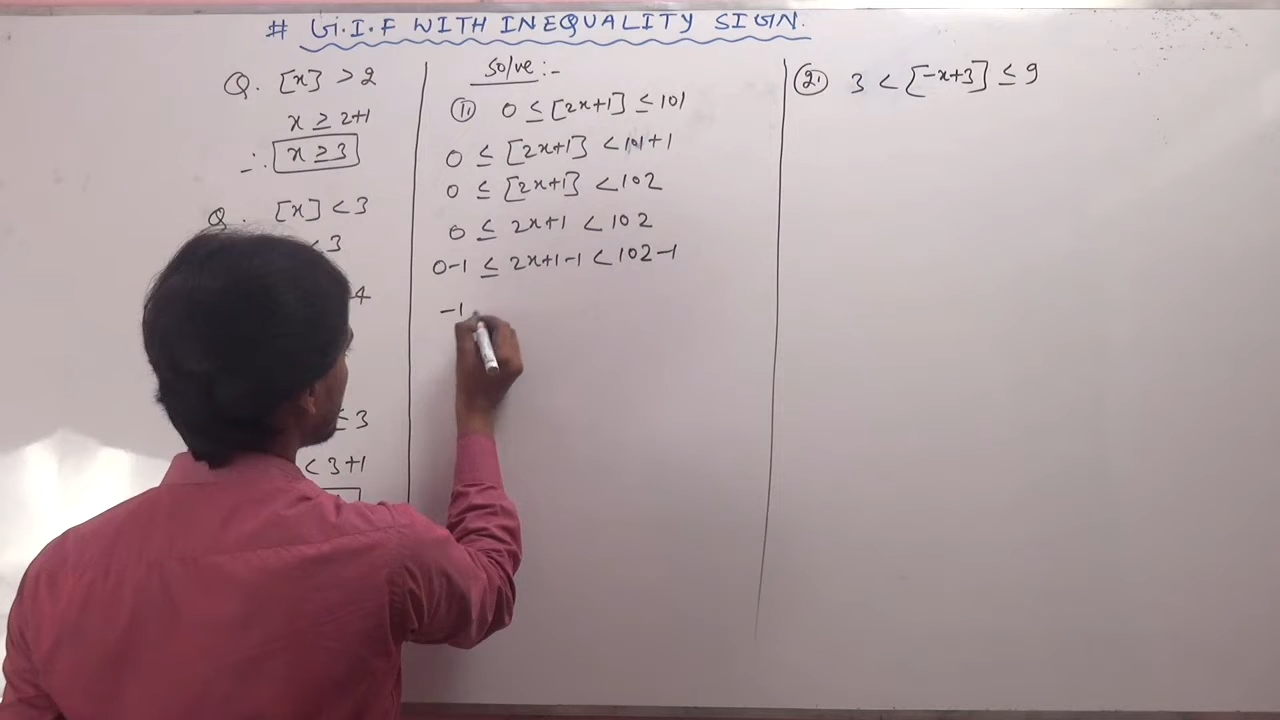 # G.I.F WITH INEQUALITY SIGN.
Q. [x] > 2
x ≥ 2+1
∴ x ≥ 3
Q. [x] < 3
< 3
4
≤ 3
< 3+1
Solve:-
1. 0 ≤ [2x+1] ≤ 101
0 ≤ [2x+1] < 101+1
0 ≤ [2x+1] < 102
0 ≤ 2x+1 < 102
0-1 ≤ 2x+1-1 < 102-1
-1
2. 3 < [-x+3] ≤ 9